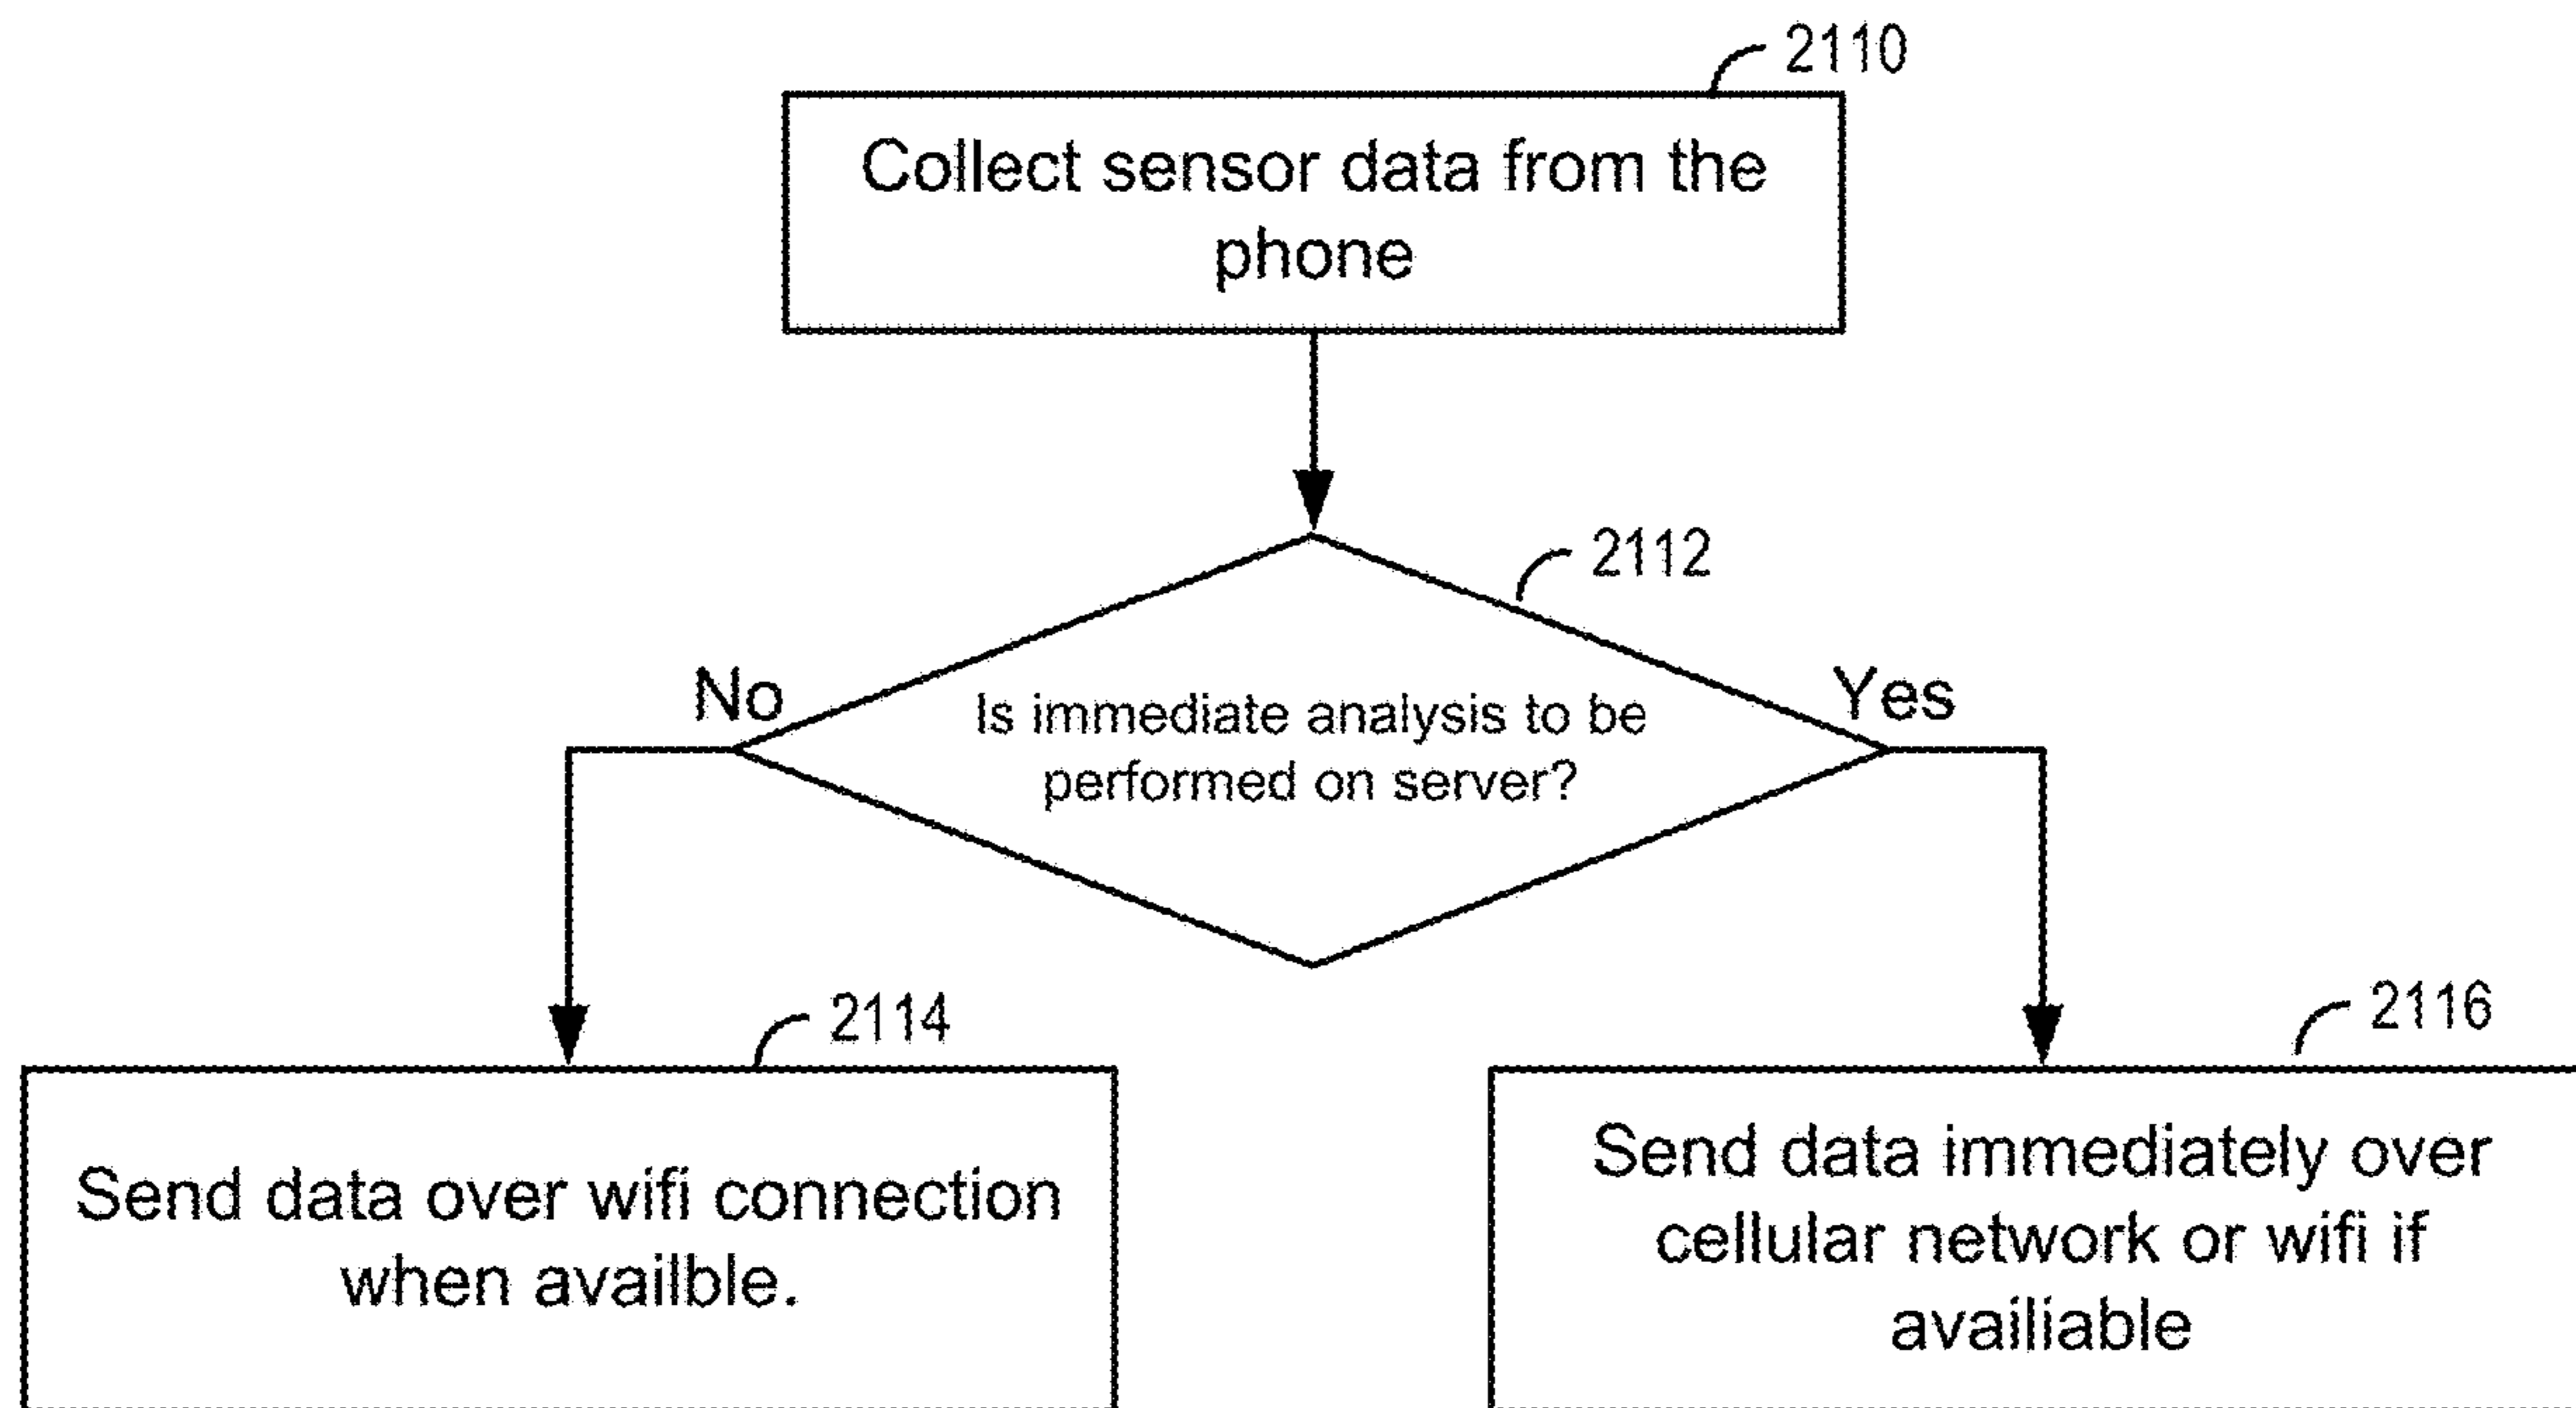 2110
Collect sensor data from the
phone
2112
No
Yes
Is immediate analysis to be
performed on server?
2114
2116
Send data over wifi connection
when availble.
Send data immediately over
cellular network or wifi if
availiable